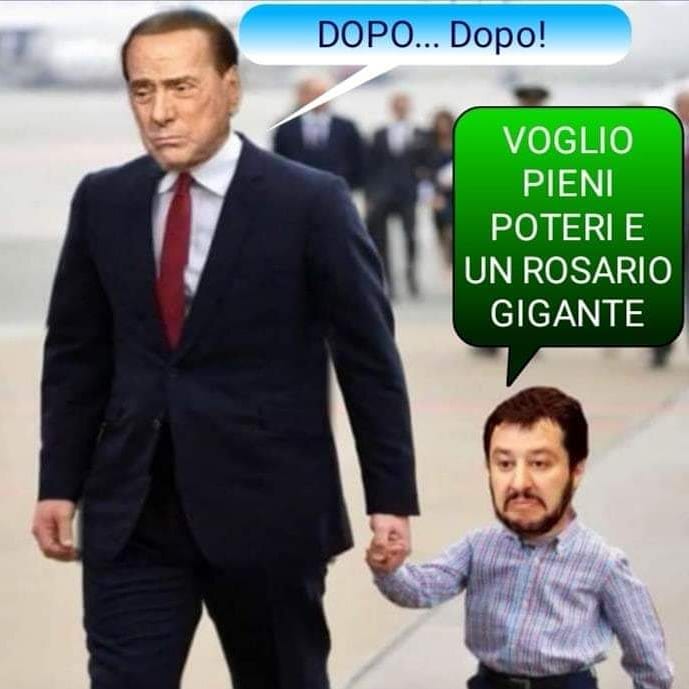 DOPO... Dopo!
VOGLIO
PIENI
POTERI E
UN ROSARIO
GIGANTE